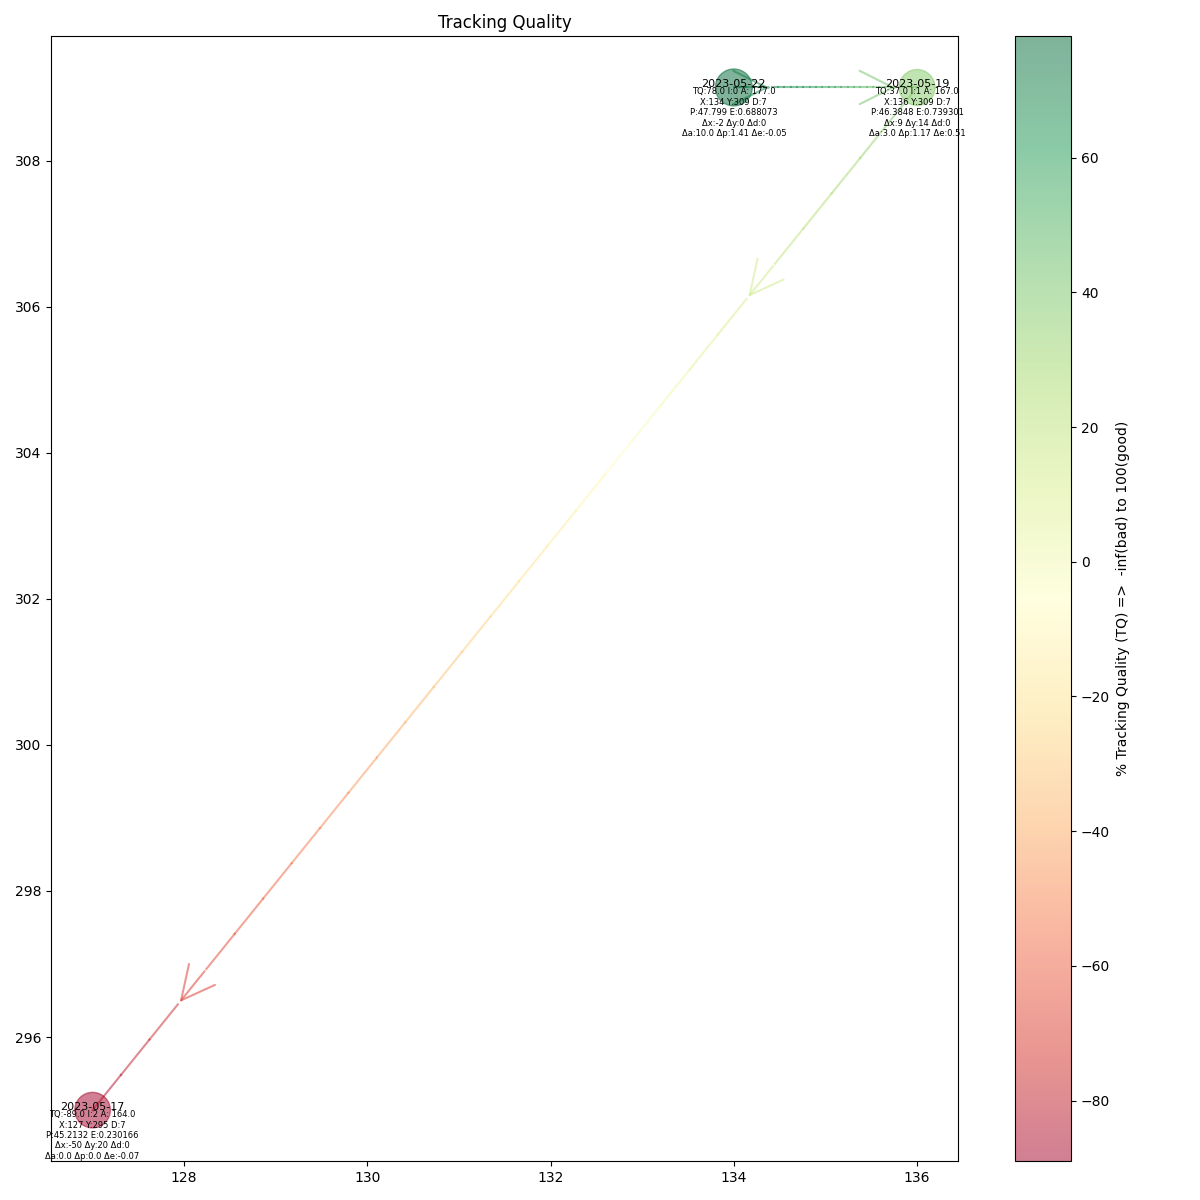 Tracking Quality
2023-05-22
TQ:78.0 I:0 A: 177.0
X:134 Y:309 D:7
P:47.799 E:0.688073
Δx:-2 Δy:0 Δd:0
Δa:10.0 Δp:1.41 Δe:-0.05
2023-05-19
TQ:37.0 I:1 A: 167.0
X:136 Y:309 D:7
P:46.3848 E:0.739301
Δx:9 Δy:14 Δd:0
Δa:3.0 Δp:1.17 Δe:0.51
2023-05-17
TQ:-89.0 I:2 A: 164.0
X:127 Y:295 D:7
P:45.2132 E:0.230166
Δx:-50 Δy:20 Δd:0
Δa:0.0 Δp:0.0 Δe:-0.07
308
306
304
302
300
298
296
128
130
132
134
136
60
40
20
0
−20
−40
−60
−80
% Tracking Quality (TQ) => -inf(bad) to 100(good)